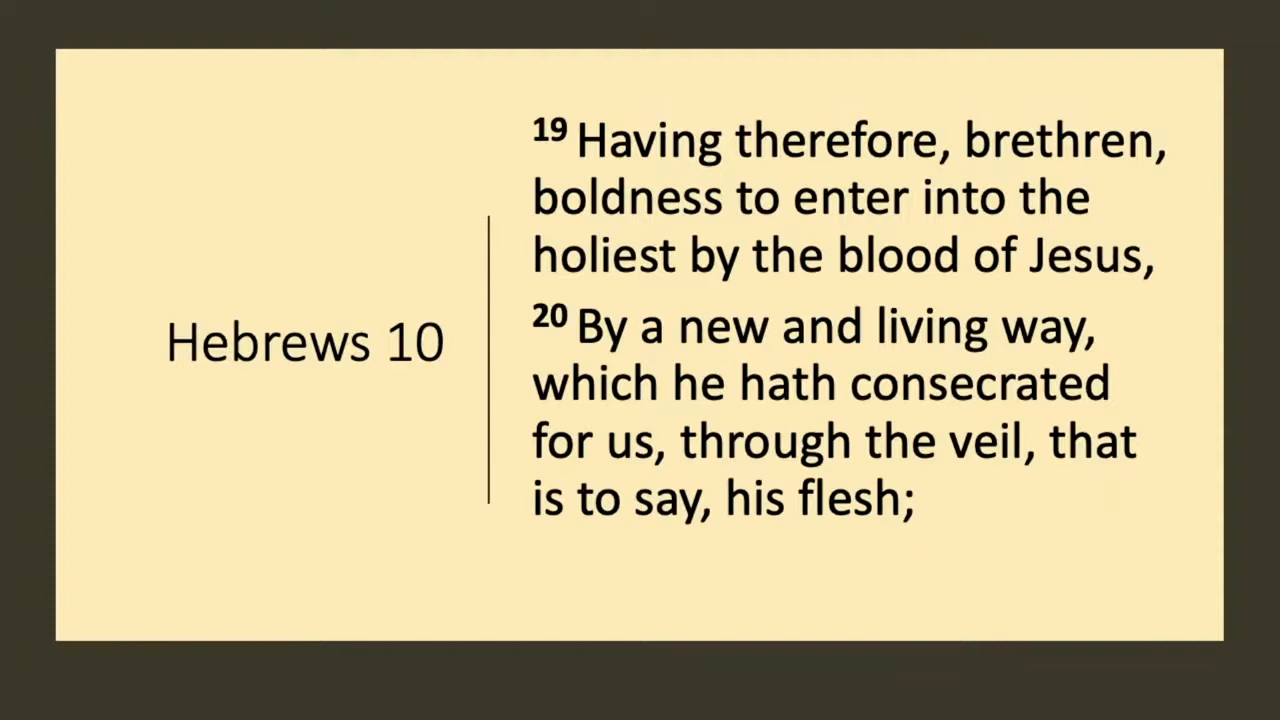 Hebrews 10
19 Having therefore, brethren,
boldness to enter into the
holiest by the blood of Jesus,
20 By a new and living way,
which he hath consecrated
for us, through the veil, that
is to say, his flesh;